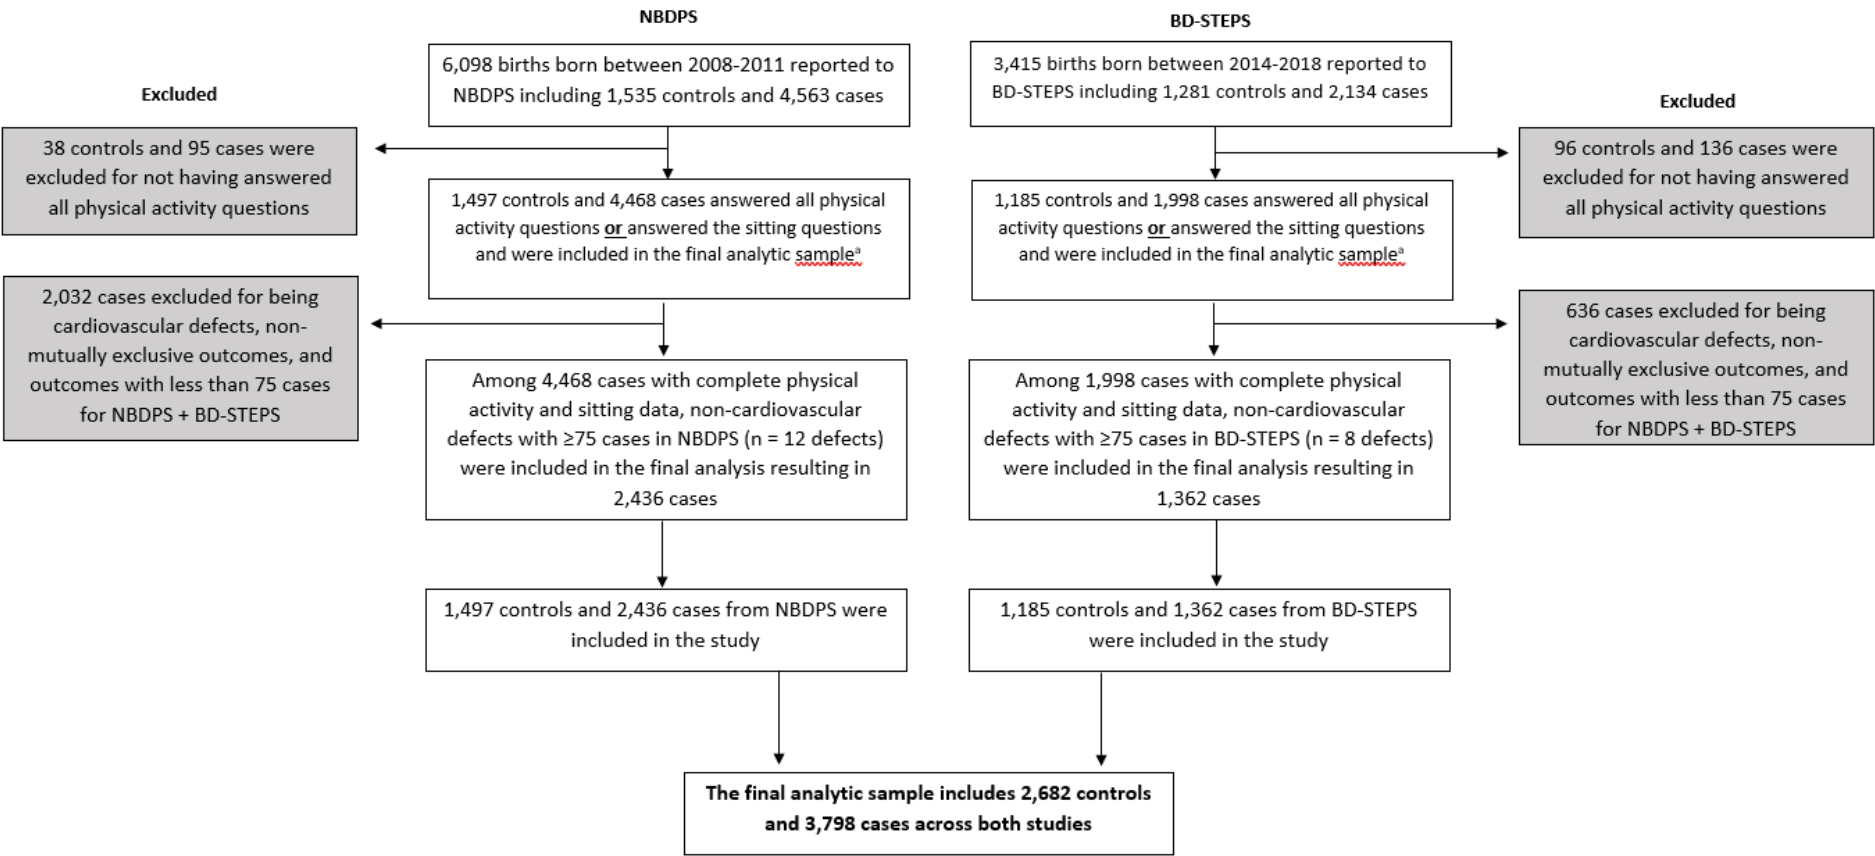 NBDPS
6,098 births born between 2008-2011 reported to
NBDPS including 1,535 controls and 4,563 cases
Excluded
38 controls and 95 cases were
excluded for not having answered
all physical activity questions
1,497 controls and 4,468 cases answered all physical
activity questions or answered the sitting questions
and were included in the final analytic sampleᵃ
2,032 cases excluded for being
cardiovascular defects, non-
mutually exclusive outcomes, and
outcomes with less than 75 cases
for NBDPS + BD-STEPS
Among 4,468 cases with complete physical
activity and sitting data, non-cardiovascular
defects with ≥75 cases in NBDPS (n = 12 defects)
were included in the final analysis resulting in
2,436 cases
1,497 controls and 2,436 cases from NBDPS were
included in the study
BD-STEPS
3,415 births born between 2014-2018 reported to
BD-STEPS including 1,281 controls and 2,134 cases
Excluded
96 controls and 136 cases were
excluded for not having answered
all physical activity questions
1,185 controls and 1,998 cases answered all physical
activity questions or answered the sitting questions
and were included in the final analytic sampleᵃ
636 cases excluded for being
cardiovascular defects, non-
mutually exclusive outcomes, and
outcomes with less than 75 cases
for NBDPS + BD-STEPS
Among 1,998 cases with complete physical
activity and sitting data, non-cardiovascular
defects with ≥75 cases in BD-STEPS (n = 8 defects)
were included in the final analysis resulting in
1,362 cases
1,185 controls and 1,362 cases from BD-STEPS
were included in the study
The final analytic sample includes 2,682 controls
and 3,798 cases across both studies